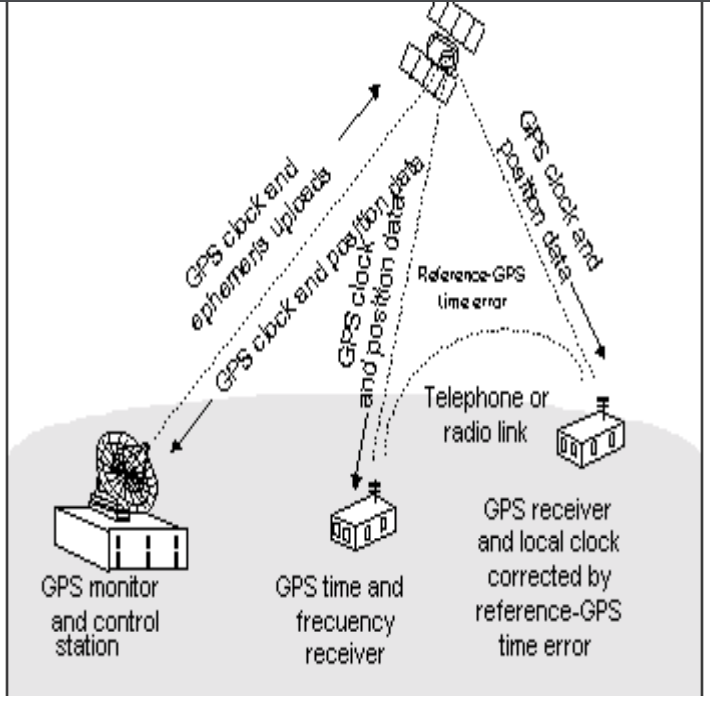 GPS clock and
ephemeris uploads
GPS clock and position data
GPS clock
and position data
GPS clock and
position data
Reference-GPS
time error
Telephone or
radio link
GPS monitor
and control
station
GPS time and
frecuency
receiver
GPS receiver
and local clock
corrected by
reference-GPS
time error